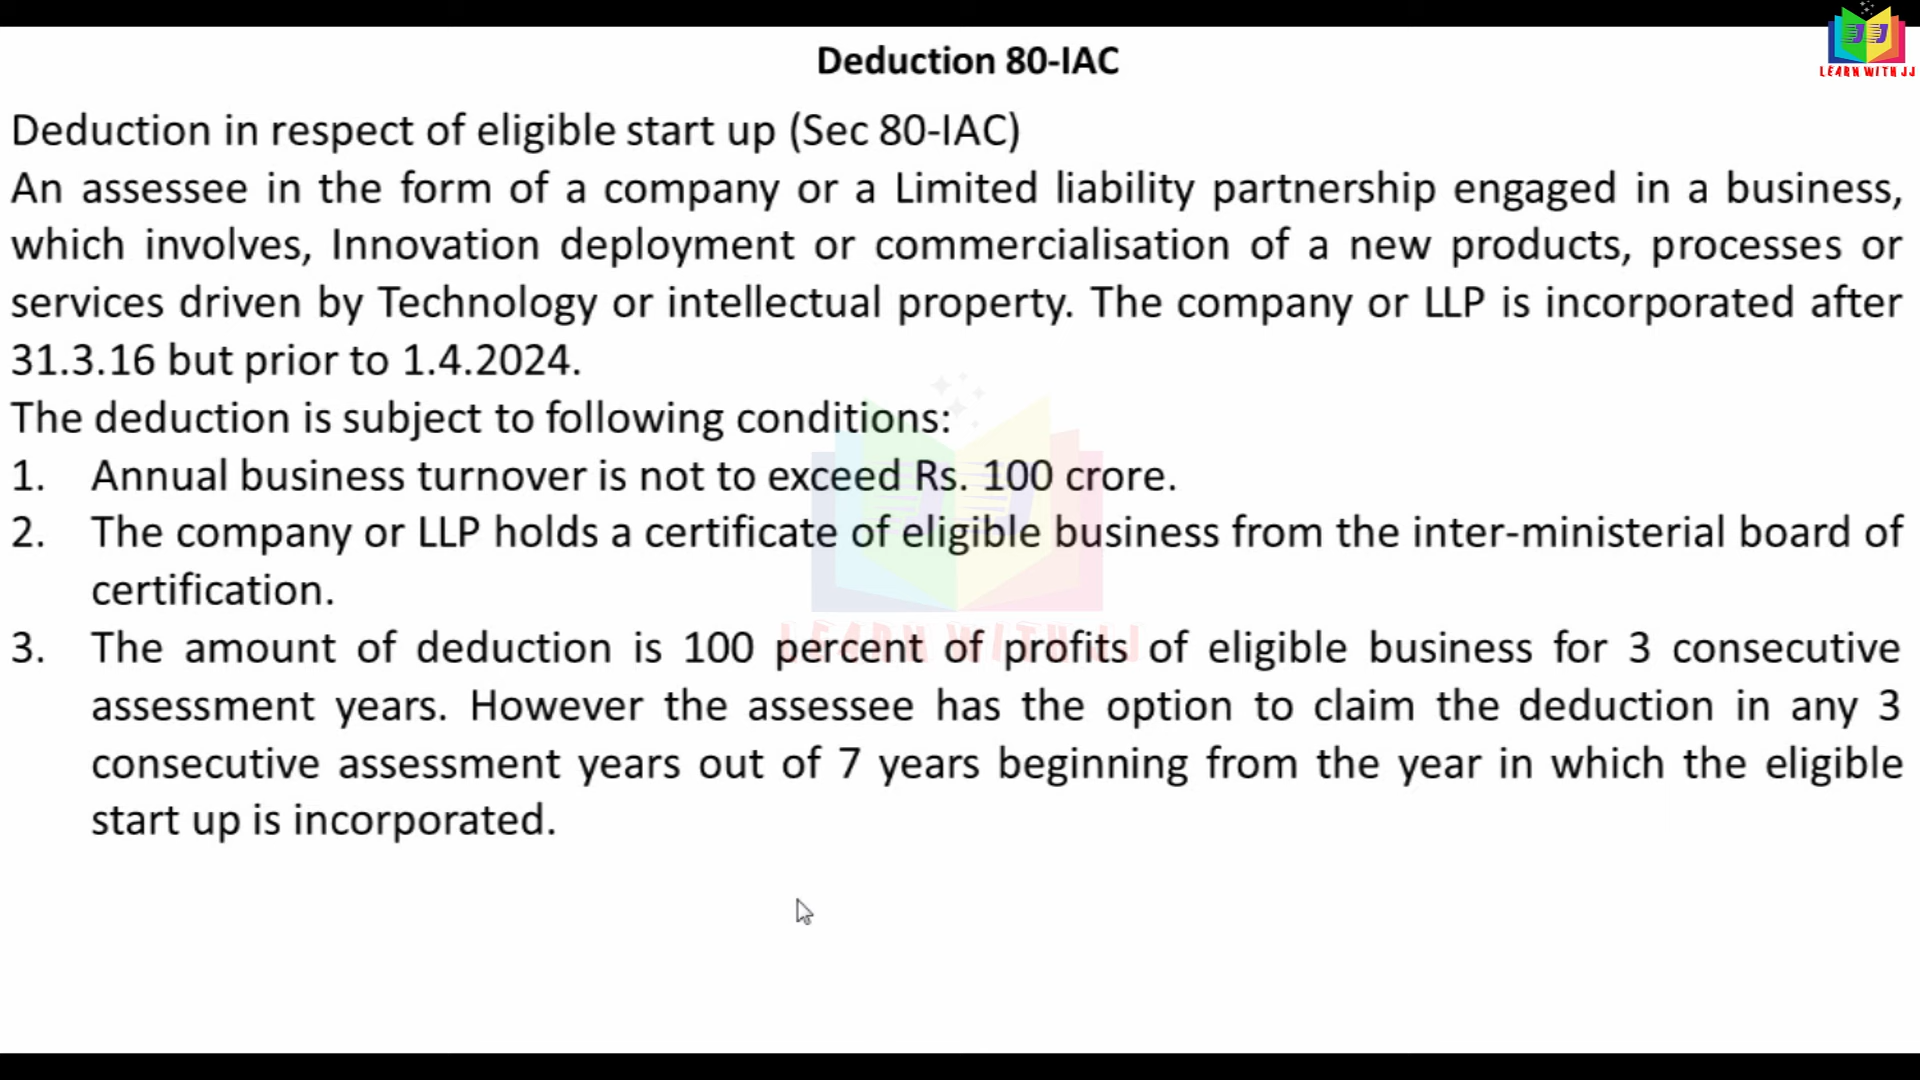 Deduction 80-IAC
LEARN WITH JJ
Deduction in respect of eligible start up (Sec 80-IAC)
An assessee in the form of a company or a Limited liability partnership engaged in a business,
which involves, Innovation deployment or commercialisation of a new products, processes or
services driven by Technology or intellectual property. The company or LLP is incorporated after
31.3.16 but prior to 1.4.2024.
The deduction is subject to following conditions:
1. Annual business turnover is not to exceed Rs. 100 crore.
2. The company or LLP holds a certificate of eligible business from the inter-ministerial board of
certification.
LEARN WITH JJ
3. The amount of deduction is 100 percent of profits of eligible business for 3 consecutive
assessment years. However the assessee has the option to claim the deduction in any 3
consecutive assessment years out of 7 years beginning from the year in which the eligible
start up is incorporated.